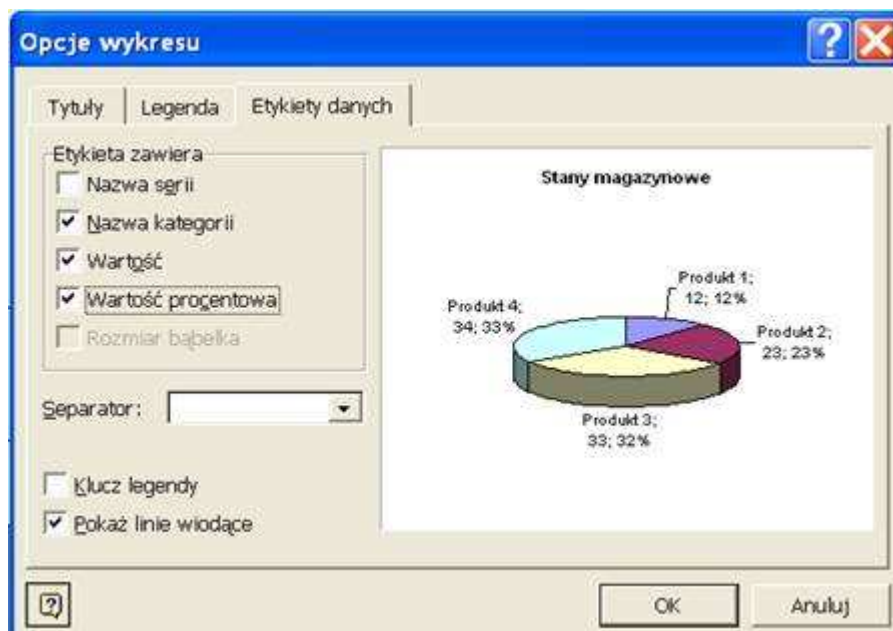 Opcje wykresu
Tytuły Legenda Etykiety danych
Etykieta zawiera
Nazwa serii
Nazwa kategorii
Wartość
Wartość procentowa
Rozmiar bąbelka
Separator:
Klucz legendy
Pokaż linie wiodące
Stany magazynowe
Produkt 1;
12; 12%
Produkt 2;
23; 23%
Produkt 3;
33; 32%
Produkt 4;
34; 33%
OK Anuluj